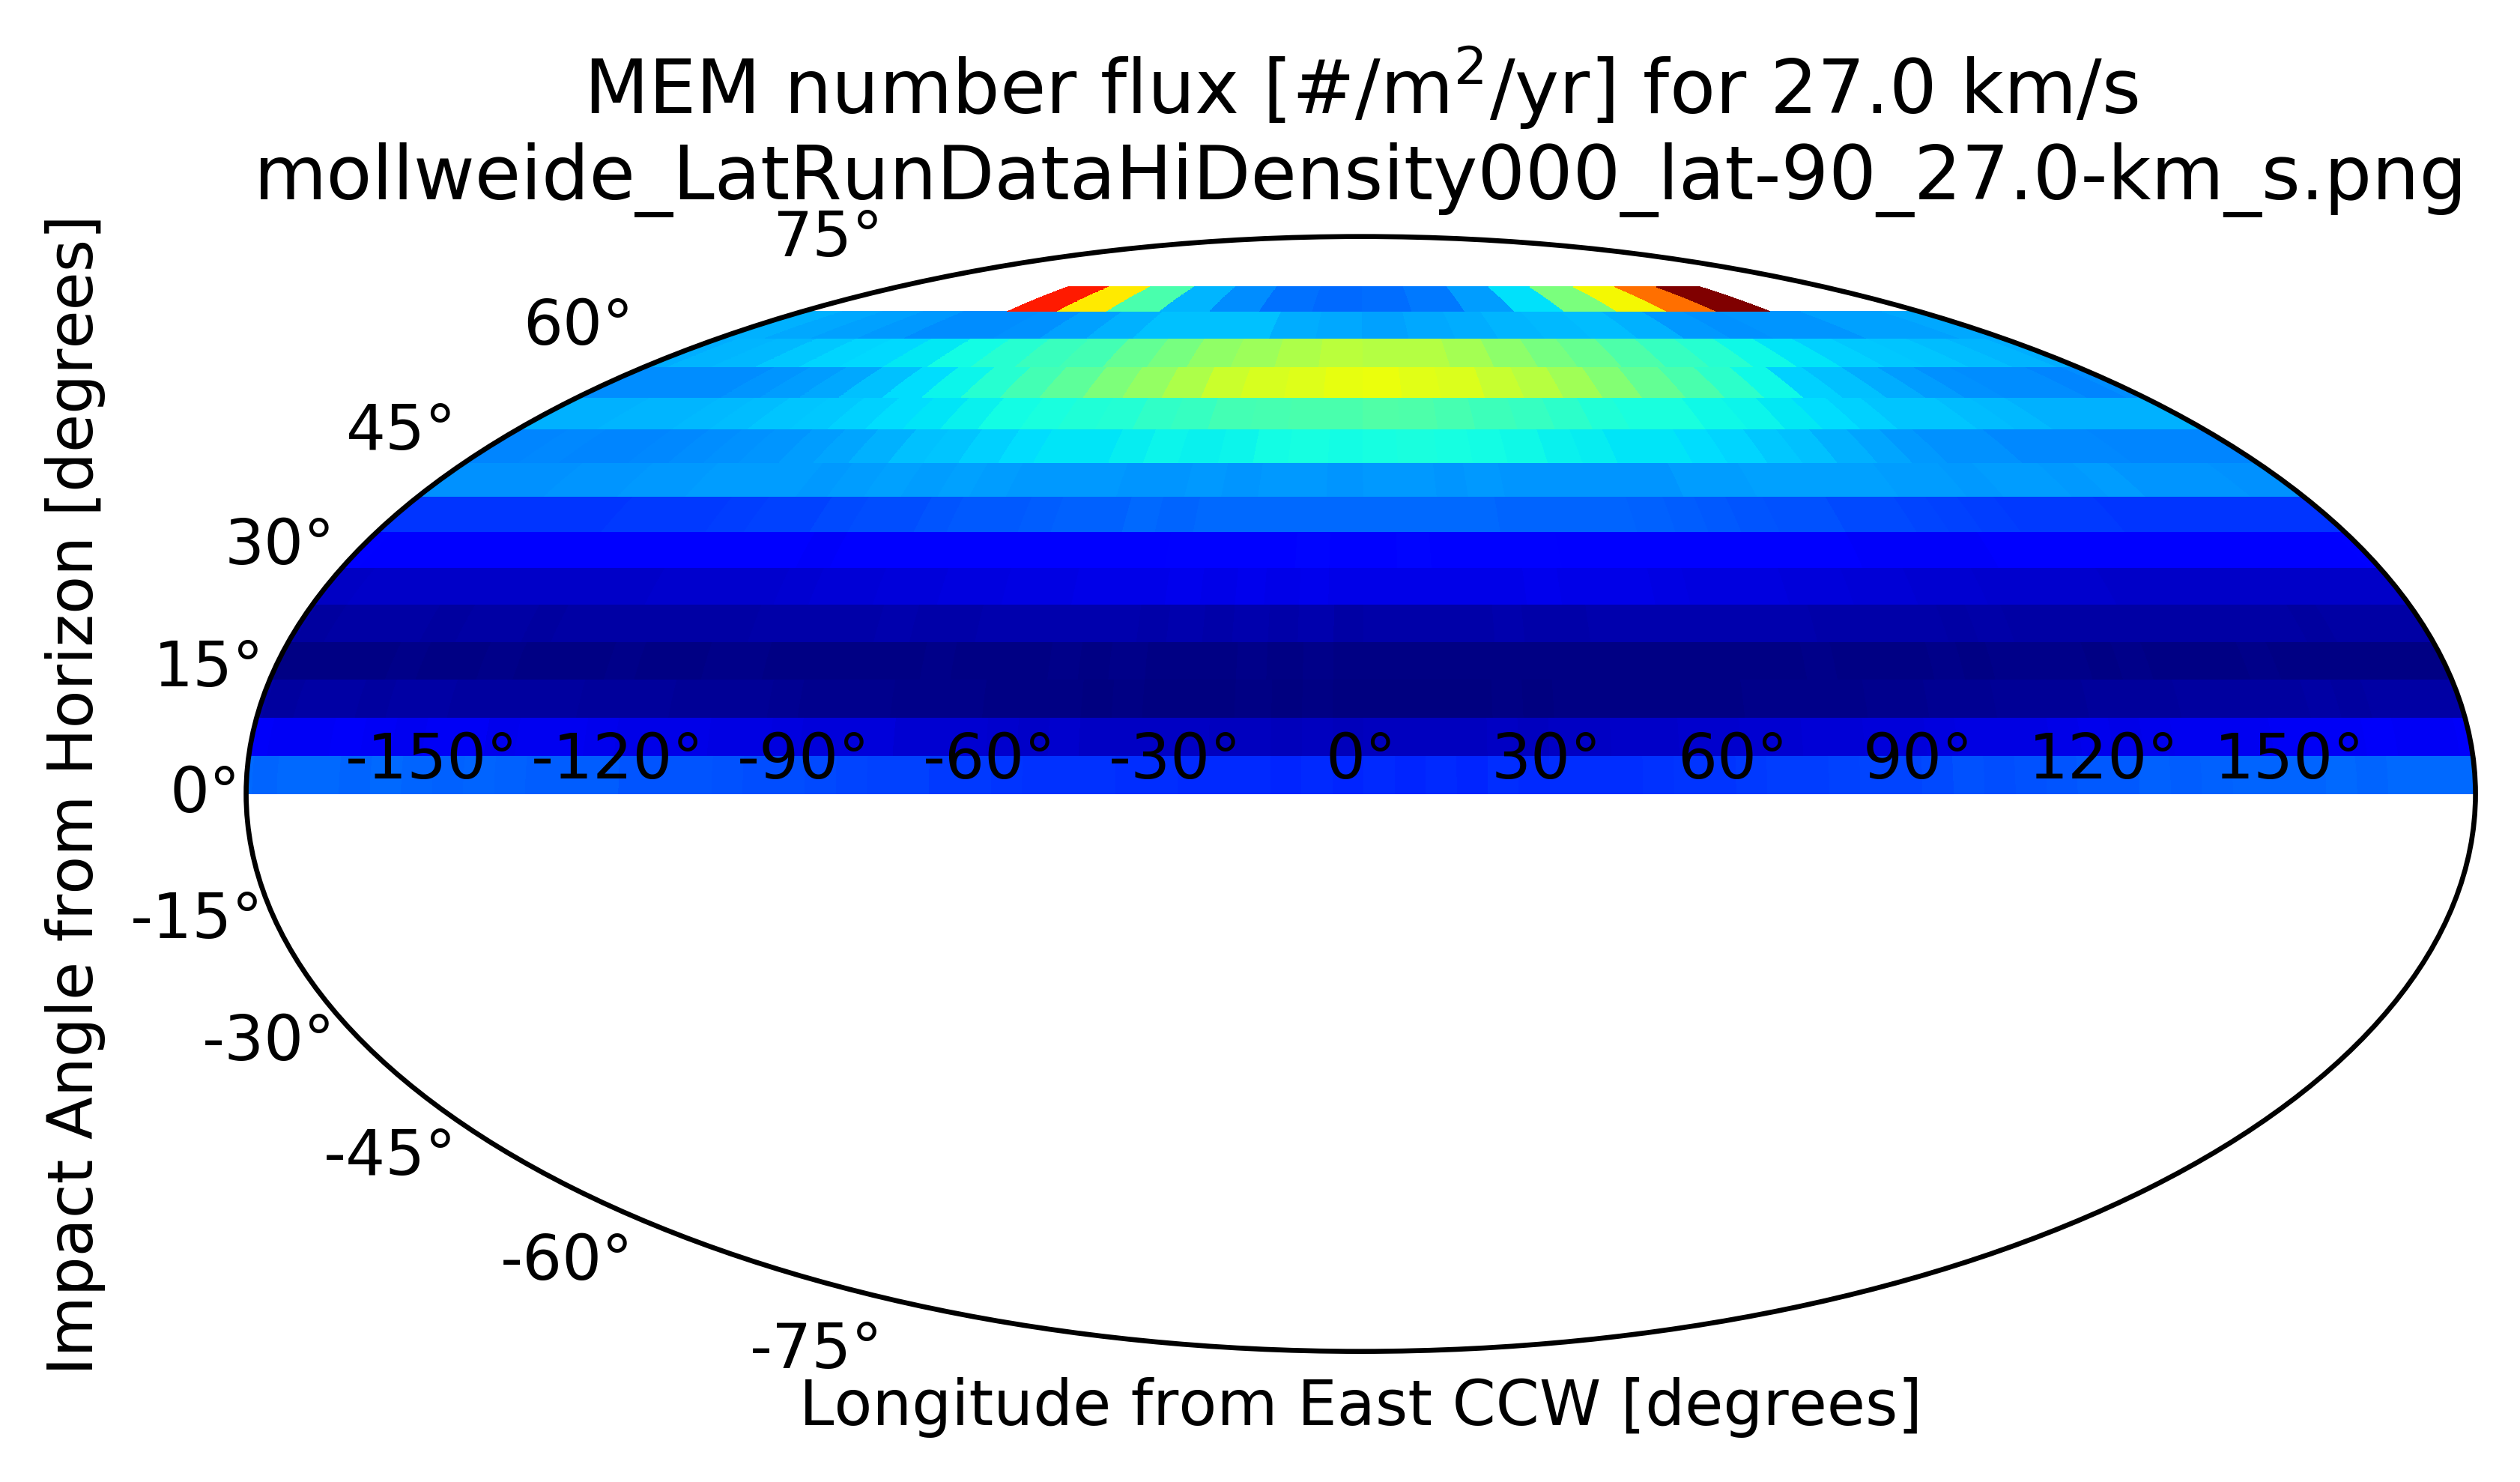 MEM number flux [#/m²/yr] for 27.0 km/s
mollweide_LatRunDataHiDensity000_lat-90_27.0-km_s.png
75°
60°
45°
30°
15°
0°
-15°
-30°
-45°
-60°
-75°
-150° -120° -90° -60° -30° 0° 30° 60° 90° 120° 150°
Impact Angle from Horizon [degrees]
Longitude from East CCW [degrees]